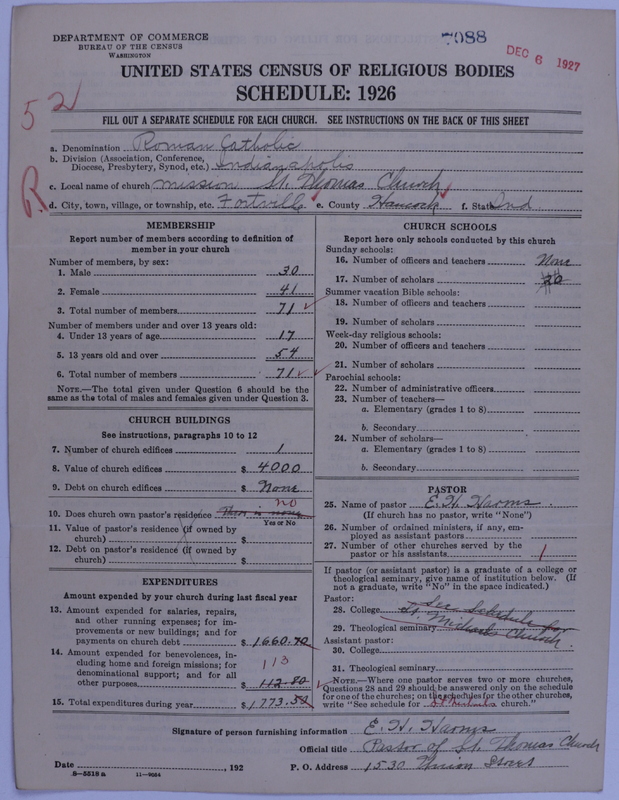 DEPARTMENT OF COMMERCE
BUREAU OF THE CENSUS
WASHINGTON
7088
DEC 6 1927
UNITED STATES CENSUS OF RELIGIOUS BODIES
SCHEDULE: 1926
52
R
FILL OUT A SEPARATE SCHEDULE FOR EACH CHURCH. SEE INSTRUCTIONS ON THE BACK OF THIS SHEET
a. Denomination Roman Catholic
b. Division (Association, Conference, Diocese, Presbytery, Synod, etc.) Indianapolis
c. Local name of church mission St. Thomas Church
d. City, town, village, or township, etc. Fortville e. County Hancock f. State Ind
MEMBERSHIP
Report number of members according to definition of
member in your church
Number of members, by sex:
1. Male 30
2. Female 41
3. Total number of members 71
Number of members under and over 13 years old:
4. Under 13 years of age 17
5. 13 years old and over 54
6. Total number of members 71
NOTE.—The total given under Question 6 should be the
same as the total of males and females given under Question 3.
CHURCH BUILDINGS
See instructions, paragraphs 10 to 12
7. Number of church edifices 1
8. Value of church edifices $ 4000
9. Debt on church edifices $ None
no
10. Does church own pastor's residence There is none
Yes or No
11. Value of pastor's residence (if owned by
church) $
12. Debt on pastor's residence (if owned by
church) $
EXPENDITURES
Amount expended by your church during last fiscal year
13. Amount expended for salaries, repairs,
and other running expenses; for im-
provements or new buildings; and for
payments on church debt $ 1660.70
14. Amount expended for benevolences, in-
cluding home and foreign missions; for
denominational support; and for all
other purposes 113 $ 112.80
15. Total expenditures during year $ 1773.50
CHURCH SCHOOLS
Report here only schools conducted by this church
Sunday schools:
16. Number of officers and teachers None
17. Number of scholars 20
Summer vacation Bible schools:
18. Number of officers and teachers
19. Number of scholars
Week-day religious schools:
20. Number of officers and teachers
21. Number of scholars
Parochial schools:
22. Number of administrative officers
23. Number of teachers—
a. Elementary (grades 1 to 8)
b. Secondary
24. Number of scholars—
a. Elementary (grades 1 to 8)
b. Secondary
PASTOR
25. Name of pastor E. H. Harms
(If church has no pastor, write "None")
26. Number of ordained ministers, if any, em-
ployed as assistant pastors
27. Number of other churches served by the
pastor or his assistants 1
If pastor (or assistant pastor) is a graduate of a college or
theological seminary, give name of institution below. (If
not a graduate, write "No" in the space indicated.)
Pastor:
28. College See Schedule for
29. Theological seminary St. Michaels Church
Assistant pastor:
30. College
31. Theological seminary
NOTE.—Where one pastor serves two or more churches,
Questions 28 and 29 should be answered only on the schedule
for one of the churches; on the schedules for the other churches,
write "See schedule for St. Michaels church."
Signature of person furnishing information E. H. Harms
Official title Pastor of St. Thomas Church
Date , 192 P. O. Address 1530 Union Street
8-5518a 11-9034